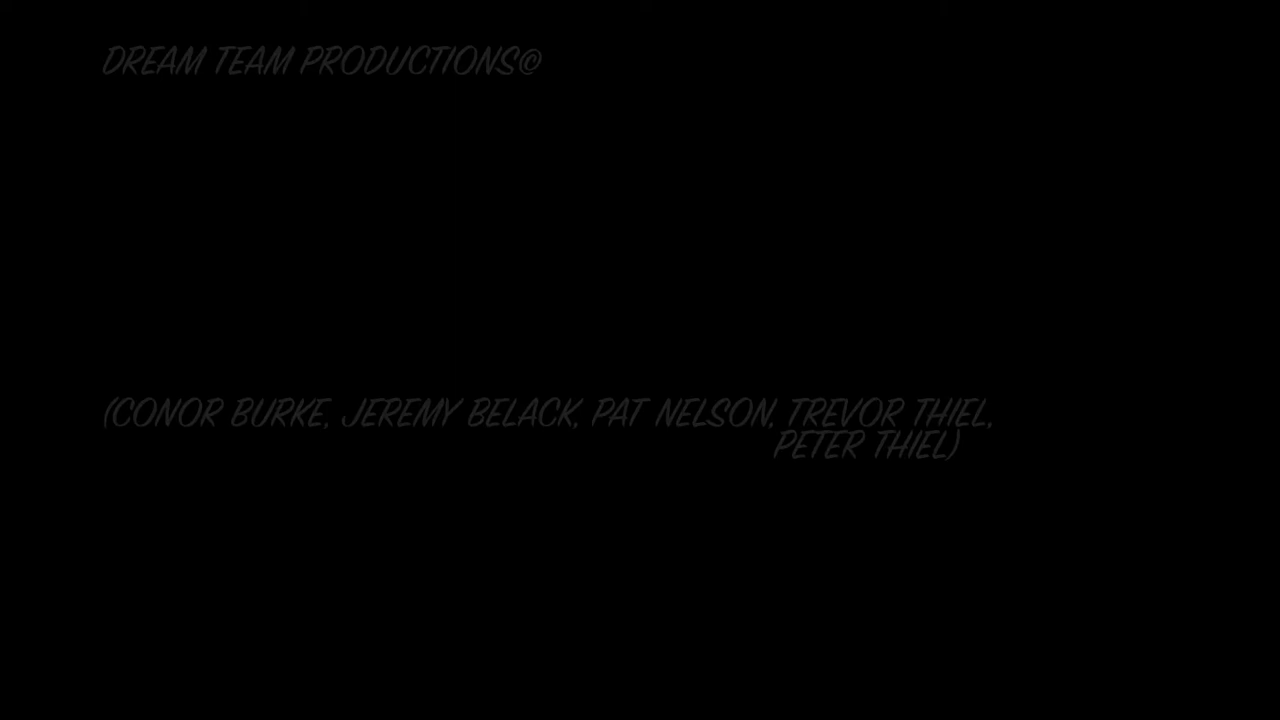 DREAM TEAM PRODUCTIONS©
(CONOR BURKE, JEREMY BELACK, PAT NELSON, TREVOR THIEL,
PETER THIEL)